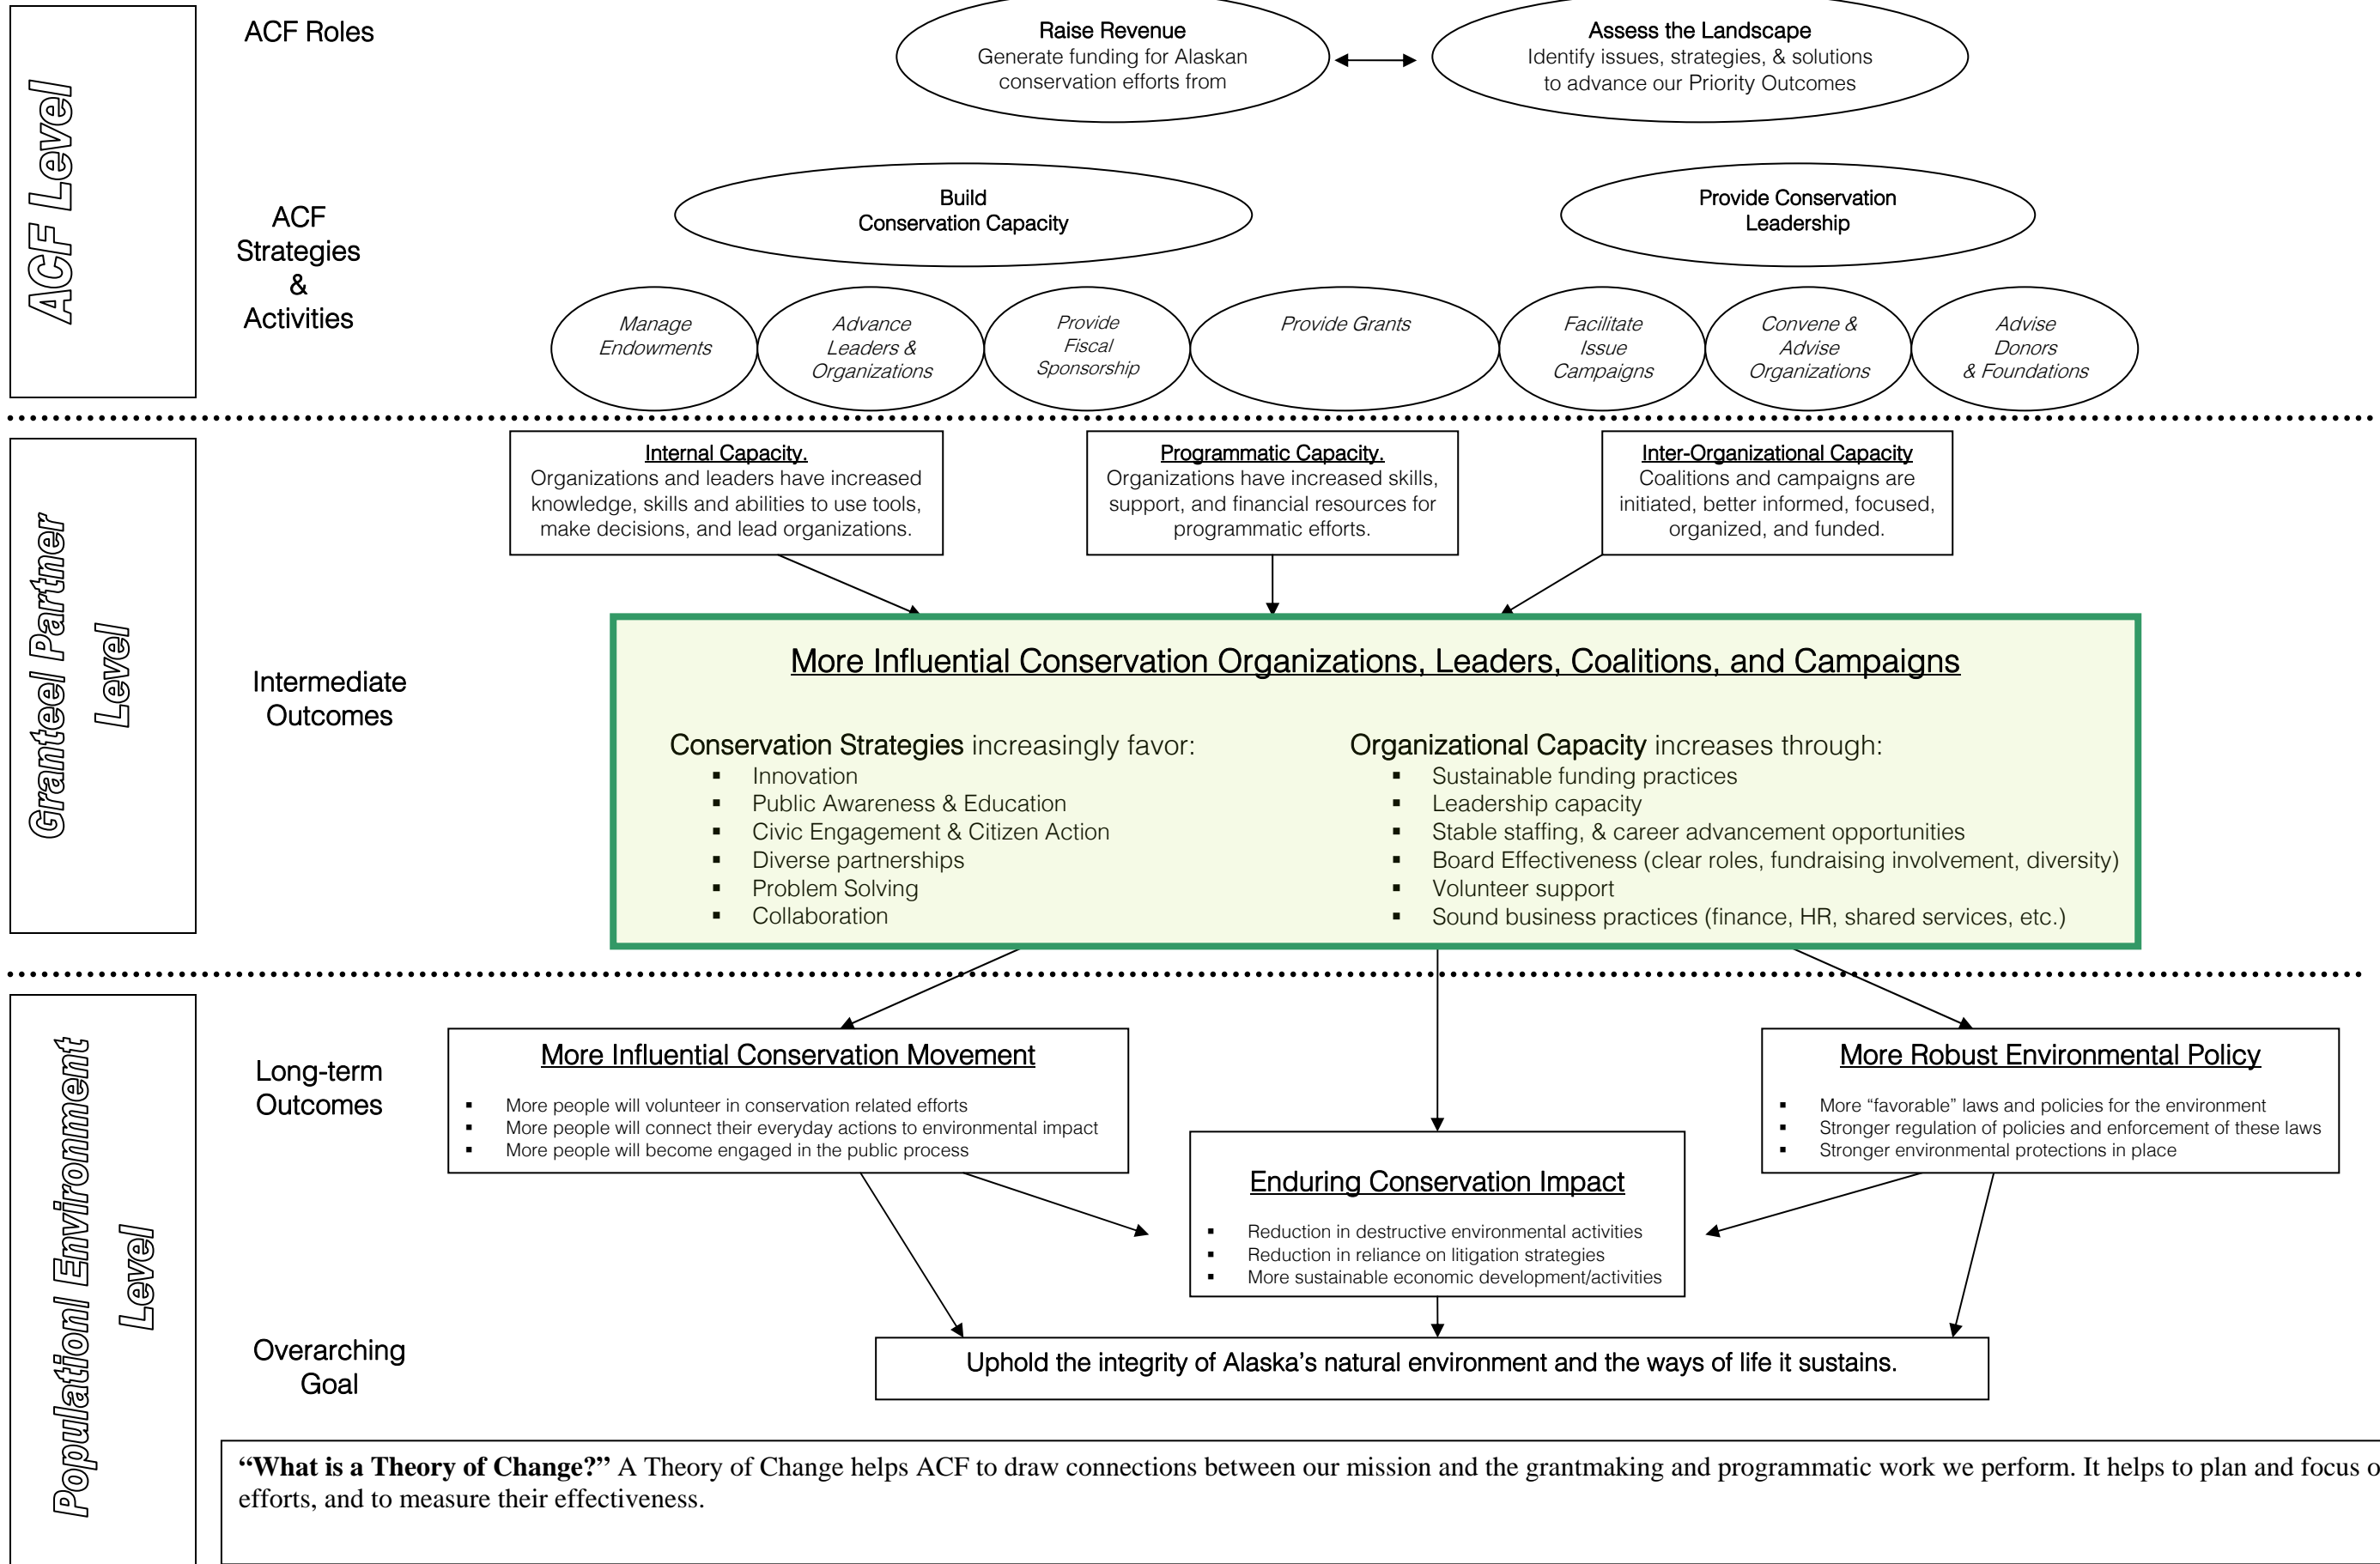 ACF Level
ACF Roles
Raise Revenue
Generate funding for Alaskan
conservation efforts from
Assess the Landscape
Identify issues, strategies, & solutions
to advance our Priority Outcomes
ACF
Strategies
&
Activities
Build
Conservation Capacity
Provide Conservation
Leadership
Manage
Endowments
Advance
Leaders &
Organizations
Provide
Fiscal
Sponsorship
Provide Grants
Facilitate
Issue
Campaigns
Convene &
Advise
Organizations
Advise
Donors
& Foundations
Granteel Partner
Level
Internal Capacity.
Organizations and leaders have increased
knowledge, skills and abilities to use tools,
make decisions, and lead organizations.
Programmatic Capacity.
Organizations have increased skills,
support, and financial resources for
programmatic efforts.
Inter-Organizational Capacity
Coalitions and campaigns are
initiated, better informed, focused,
organized, and funded.
Intermediate
Outcomes
More Influential Conservation Organizations, Leaders, Coalitions, and Campaigns
Conservation Strategies increasingly favor:
▪ Innovation
▪ Public Awareness & Education
▪ Civic Engagement & Citizen Action
▪ Diverse partnerships
▪ Problem Solving
▪ Collaboration
Organizational Capacity increases through:
▪ Sustainable funding practices
▪ Leadership capacity
▪ Stable staffing, & career advancement opportunities
▪ Board Effectiveness (clear roles, fundraising involvement, diversity)
▪ Volunteer support
▪ Sound business practices (finance, HR, shared services, etc.)
Populationl Environment
Level
Long-term
Outcomes
More Influential Conservation Movement
▪ More people will volunteer in conservation related efforts
▪ More people will connect their everyday actions to environmental impact
▪ More people will become engaged in the public process
More Robust Environmental Policy
▪ More “favorable” laws and policies for the environment
▪ Stronger regulation of policies and enforcement of these laws
▪ Stronger environmental protections in place
Enduring Conservation Impact
▪ Reduction in destructive environmental activities
▪ Reduction in reliance on litigation strategies
▪ More sustainable economic development/activities
Overarching
Goal
Uphold the integrity of Alaska’s natural environment and the ways of life it sustains.
“What is a Theory of Change?” A Theory of Change helps ACF to draw connections between our mission and the grantmaking and programmatic work we perform. It helps to plan and focus
efforts, and to measure their effectiveness.